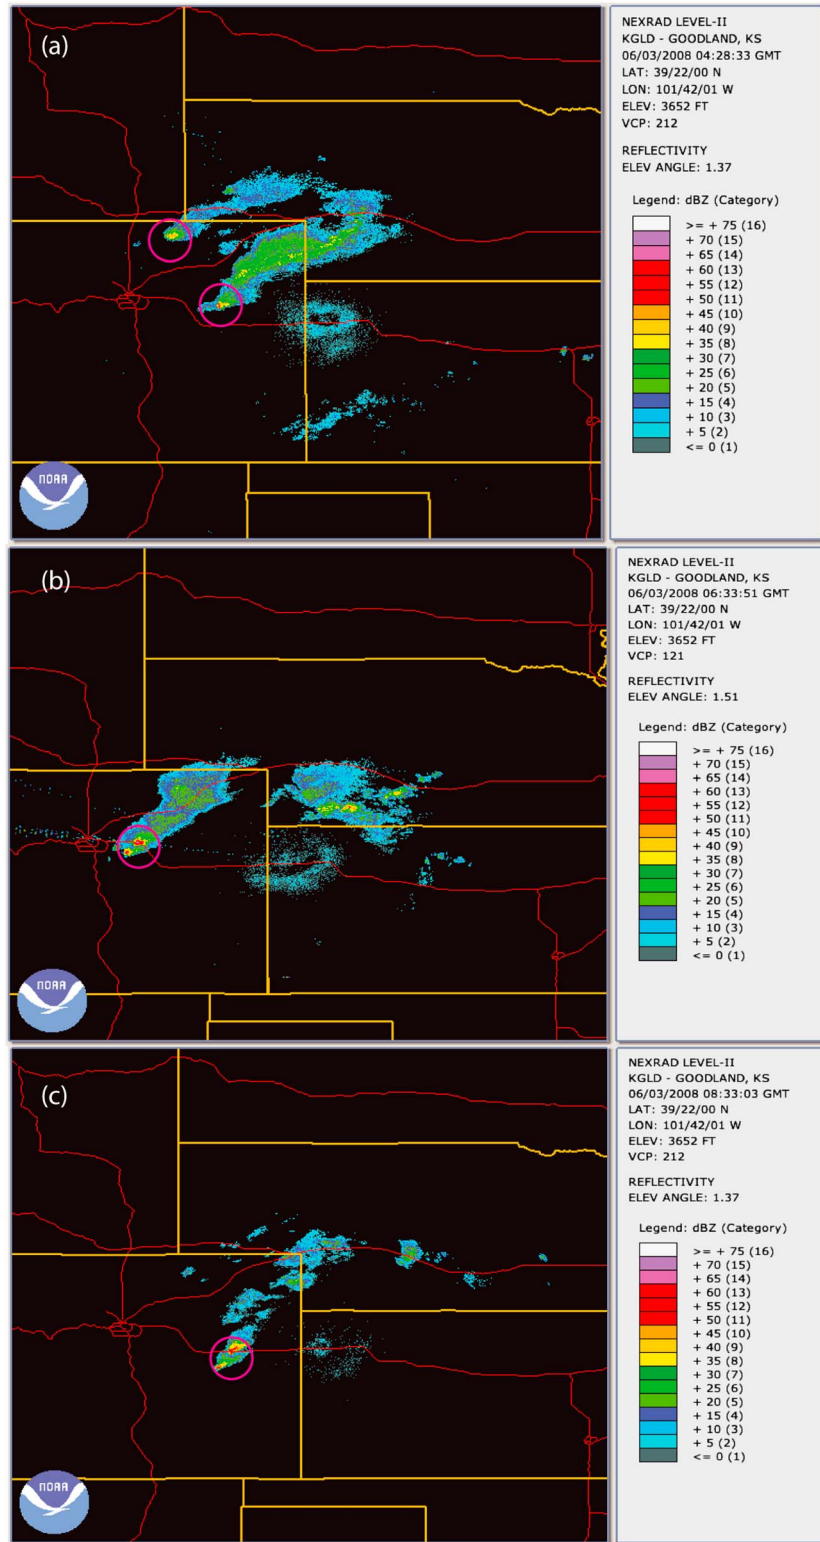 (a)
NOAA
NEXRAD LEVEL-II
KGLD - GOODLAND, KS
06/03/2008 04:28:33 GMT
LAT: 39/22/00 N
LON: 101/42/01 W
ELEV: 3652 FT
VCP: 212
REFLECTIVITY
ELEV ANGLE: 1.37
Legend: dBZ (Category)
>= + 75 (16)
+ 70 (15)
+ 65 (14)
+ 60 (13)
+ 55 (12)
+ 50 (11)
+ 45 (10)
+ 40 (9)
+ 35 (8)
+ 30 (7)
+ 25 (6)
+ 20 (5)
+ 15 (4)
+ 10 (3)
+ 5 (2)
<= 0 (1)
(b)
NOAA
NEXRAD LEVEL-II
KGLD - GOODLAND, KS
06/03/2008 06:33:51 GMT
LAT: 39/22/00 N
LON: 101/42/01 W
ELEV: 3652 FT
VCP: 121
REFLECTIVITY
ELEV ANGLE: 1.51
Legend: dBZ (Category)
>= + 75 (16)
+ 70 (15)
+ 65 (14)
+ 60 (13)
+ 55 (12)
+ 50 (11)
+ 45 (10)
+ 40 (9)
+ 35 (8)
+ 30 (7)
+ 25 (6)
+ 20 (5)
+ 15 (4)
+ 10 (3)
+ 5 (2)
<= 0 (1)
(c)
NOAA
NEXRAD LEVEL-II
KGLD - GOODLAND, KS
06/03/2008 08:33:03 GMT
LAT: 39/22/00 N
LON: 101/42/01 W
ELEV: 3652 FT
VCP: 212
REFLECTIVITY
ELEV ANGLE: 1.37
Legend: dBZ (Category)
>= + 75 (16)
+ 70 (15)
+ 65 (14)
+ 60 (13)
+ 55 (12)
+ 50 (11)
+ 45 (10)
+ 40 (9)
+ 35 (8)
+ 30 (7)
+ 25 (6)
+ 20 (5)
+ 15 (4)
+ 10 (3)
+ 5 (2)
<= 0 (1)